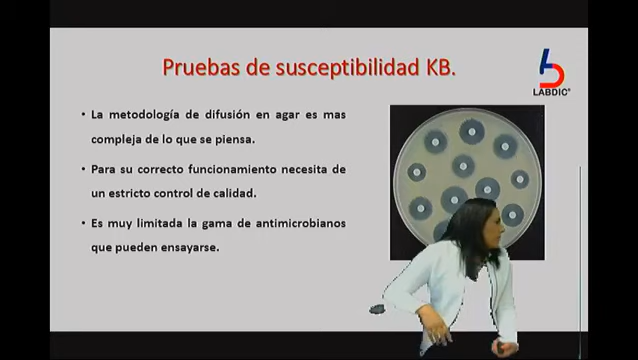 Pruebas de susceptibilidad KB.
LABDIC®
• La metodología de difusión en agar es mas
compleja de lo que se piensa.
• Para su correcto funcionamiento necesita de
un estricto control de calidad.
• Es muy limitada la gama de antimicrobianos
que pueden ensayarse.